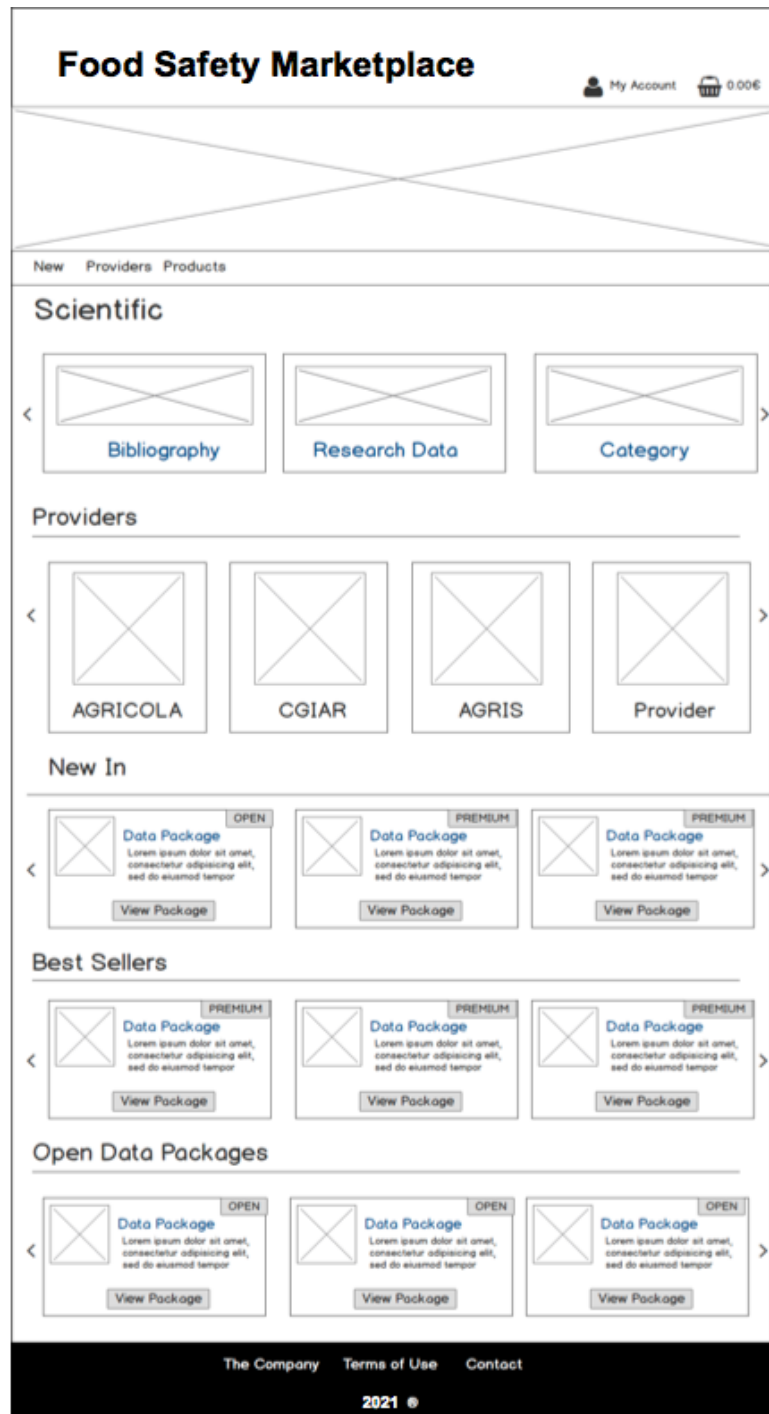 Food Safety Marketplace
My Account 0.00€
New Providers Products
Scientific
Bibliography Research Data Category
Providers
AGRICOLA CGIAR AGRIS Provider
New In
OPEN PREMIUM PREMIUM
Data Package Data Package Data Package
Lorem ipsum dolor sit amet, Lorem ipsum dolor sit amet, Lorem ipsum dolor sit amet,
consectetur adipisicing elit, consectetur adipisicing elit, consectetur adipisicing elit,
sed do eiusmod tempor sed do eiusmod tempor sed do eiusmod tempor
View Package View Package View Package
Best Sellers
PREMIUM PREMIUM PREMIUM
Data Package Data Package Data Package
Lorem ipsum dolor sit amet, Lorem ipsum dolor sit amet, Lorem ipsum dolor sit amet,
consectetur adipisicing elit, consectetur adipisicing elit, consectetur adipisicing elit,
sed do eiusmod tempor sed do eiusmod tempor sed do eiusmod tempor
View Package View Package View Package
Open Data Packages
OPEN OPEN OPEN
Data Package Data Package Data Package
Lorem ipsum dolor sit amet, Lorem ipsum dolor sit amet, Lorem ipsum dolor sit amet,
consectetur adipisicing elit, consectetur adipisicing elit, consectetur adipisicing elit,
sed do eiusmod tempor sed do eiusmod tempor sed do eiusmod tempor
View Package View Package View Package
The Company Terms of Use Contact
2021 ®